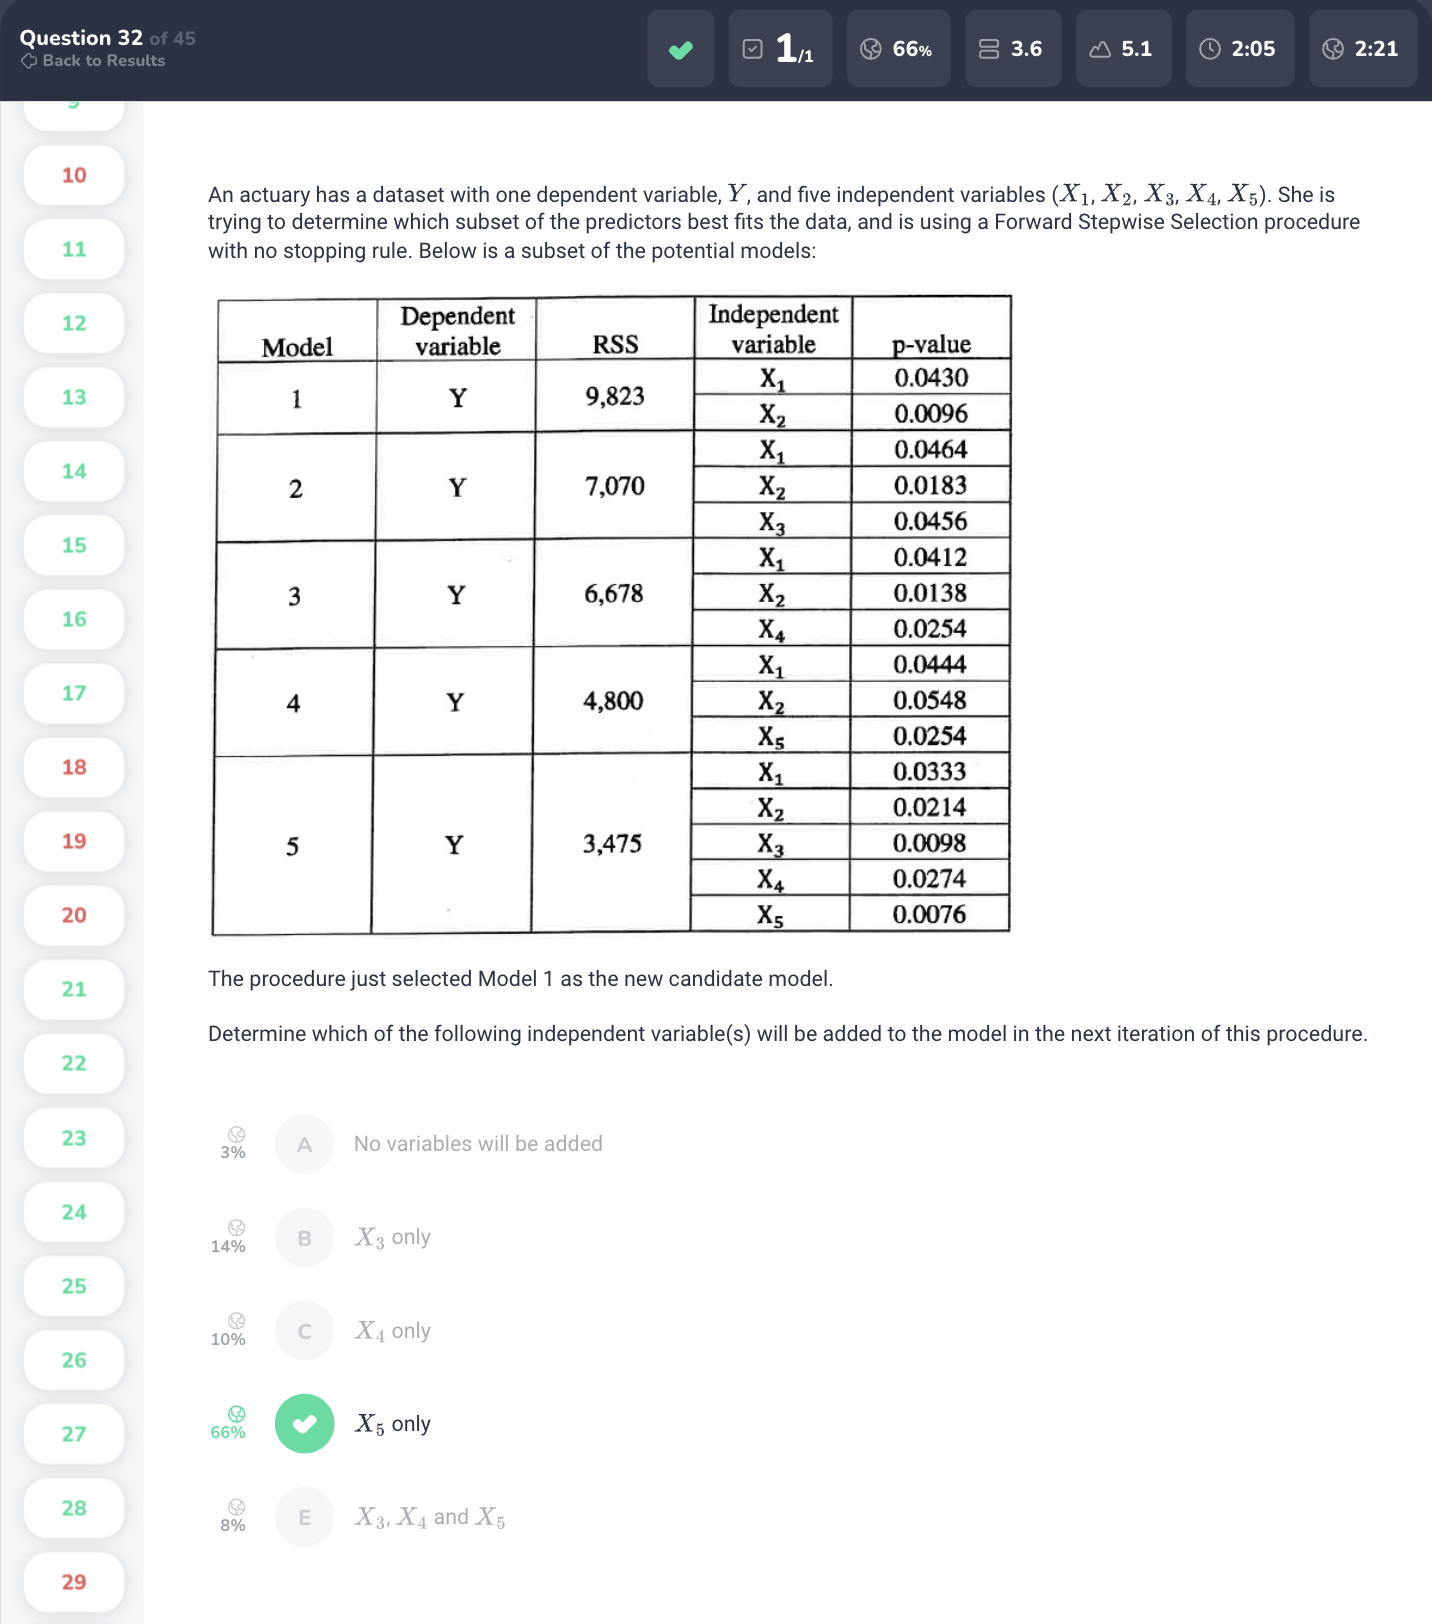 Question 32 of 45
Back to Results
1/1
66%
3.6
5.1
2:05
2:21
9
10
11
12
13
14
15
16
17
18
19
20
21
22
23
24
25
26
27
28
29
An actuary has a dataset with one dependent variable, Y, and five independent variables (X₁, X₂, X₃, X₄, X₅). She is
trying to determine which subset of the predictors best fits the data, and is using a Forward Stepwise Selection procedure
with no stopping rule. Below is a subset of the potential models:
Model Dependent variable RSS Independent variable p-value
1 Y 9,823 X₁ 0.0430
X₂ 0.0096
2 Y 7,070 X₁ 0.0464
X₂ 0.0183
X₃ 0.0456
3 Y 6,678 X₁ 0.0412
X₂ 0.0138
X₄ 0.0254
4 Y 4,800 X₁ 0.0444
X₂ 0.0548
X₅ 0.0254
5 Y 3,475 X₁ 0.0333
X₂ 0.0214
X₃ 0.0098
X₄ 0.0274
X₅ 0.0076
The procedure just selected Model 1 as the new candidate model.
Determine which of the following independent variable(s) will be added to the model in the next iteration of this procedure.
3% A No variables will be added
14% B X₃ only
10% C X₄ only
66% X₅ only
8% E X₃, X₄ and X₅